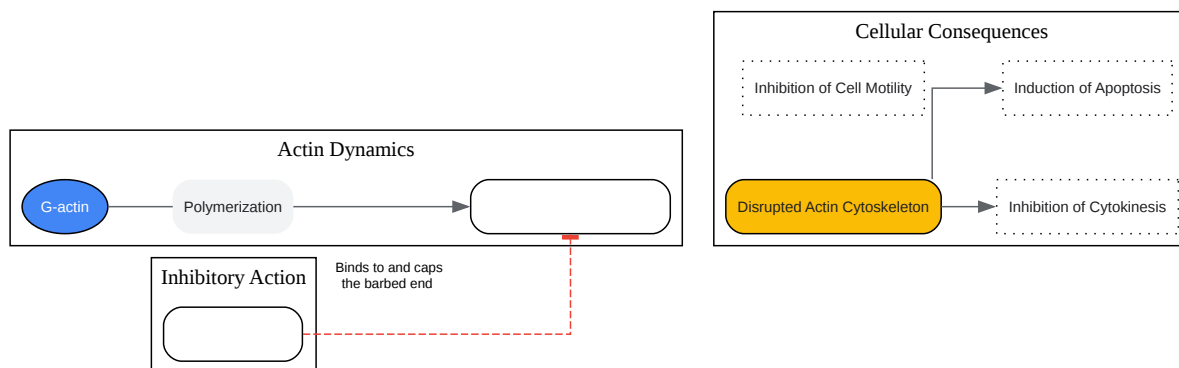 Cellular Consequences
Inhibition of Cell Motility
Induction of Apoptosis
Disrupted Actin Cytoskeleton
Inhibition of Cytokinesis
Actin Dynamics
G-actin
Polymerization
Inhibitory Action
Binds to and caps
the barbed end